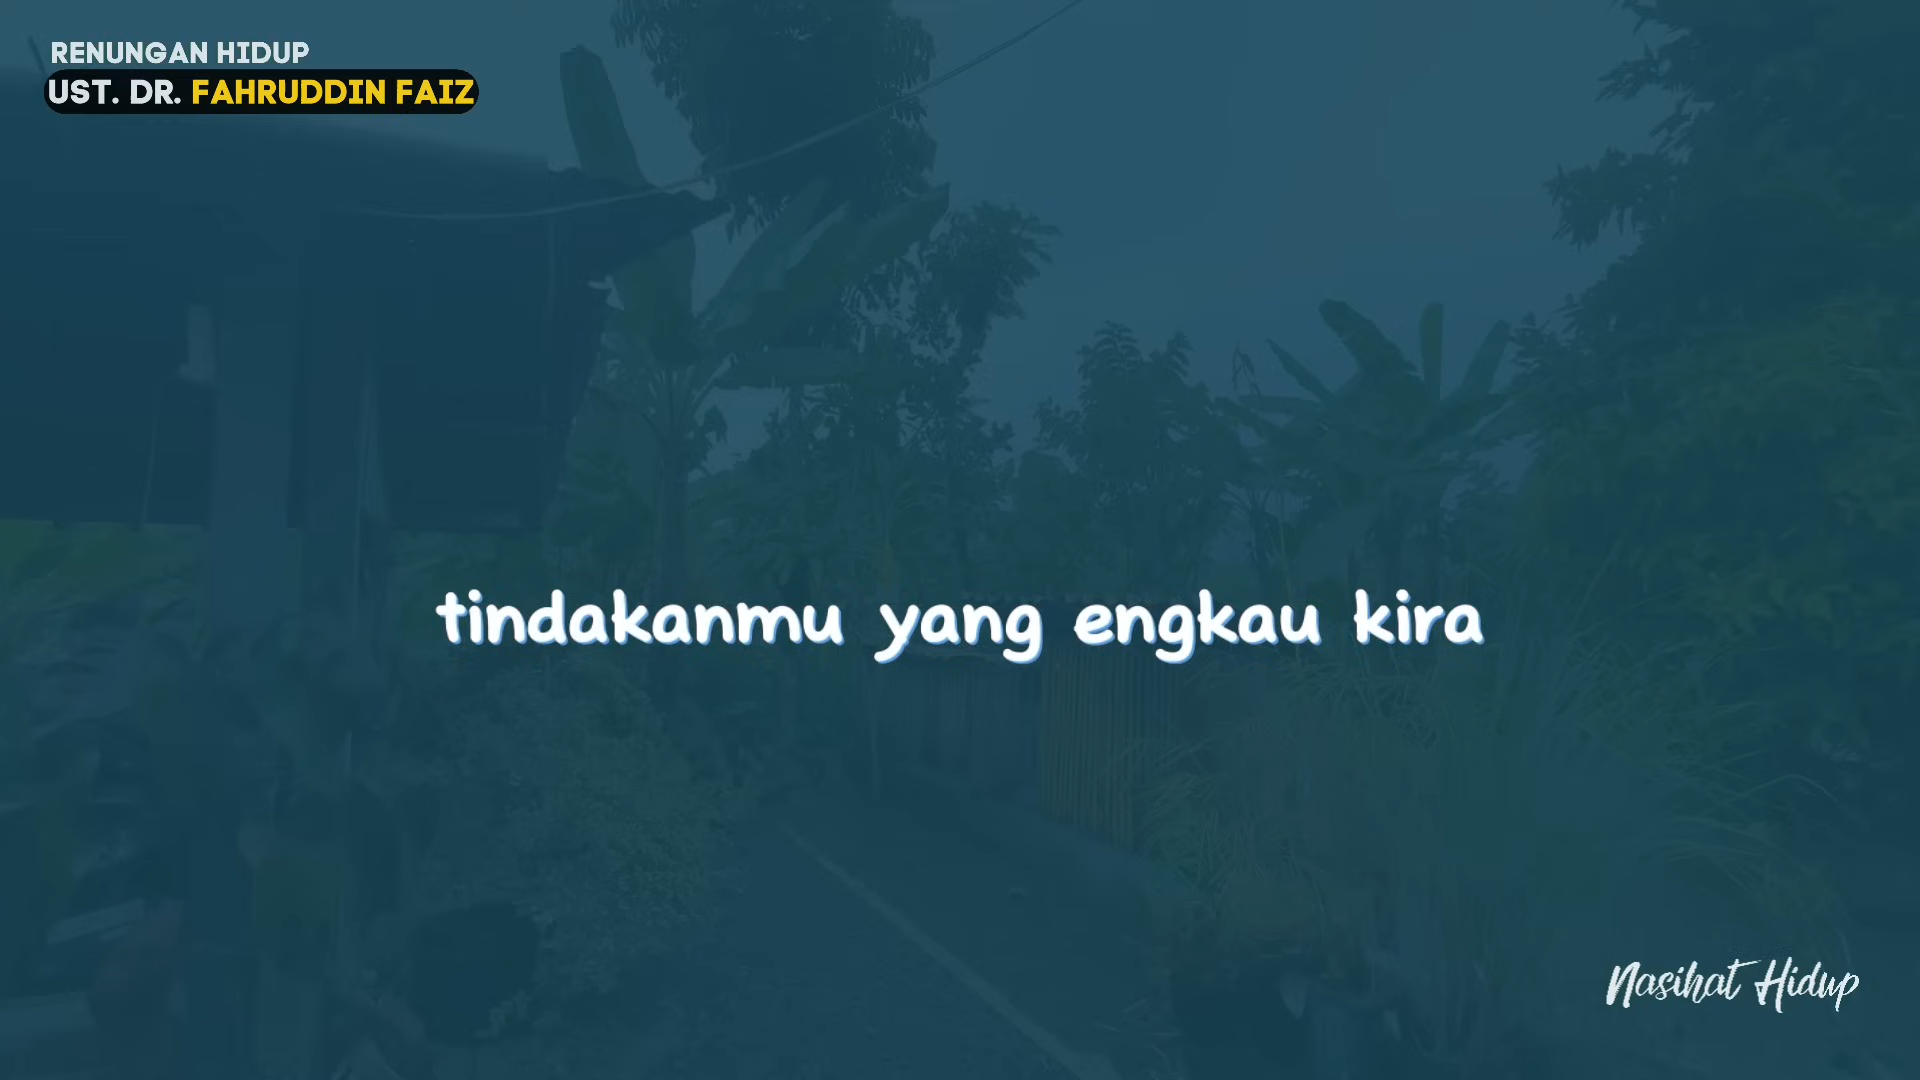 RENUNGAN HIDUP
UST. DR. FAHRUDDIN FAIZ
tindakanmu yang engkau kira
Nasihat Hidup